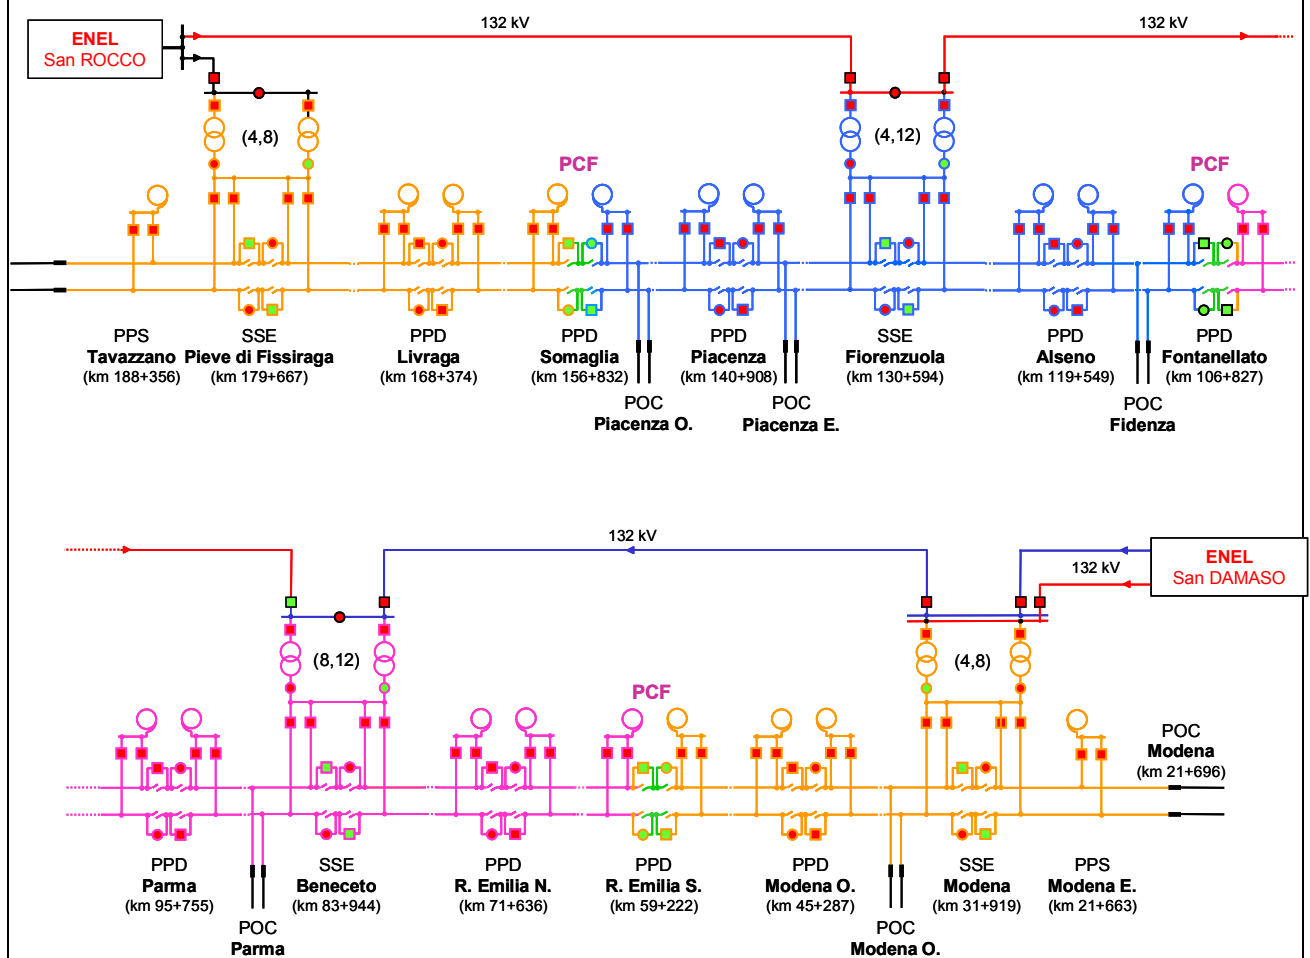 132 kV
132 kV
ENEL
San ROCCO
(4,8)
(4,12)
PCF
PCF
PPS
Tavazzano
(km 188+356)
SSE
Pieve di Fissiraga
(km 179+667)
PPD
Livraga
(km 168+374)
PPD
Somaglia
(km 156+832)
PPD
Piacenza
(km 140+908)
SSE
Fiorenzuola
(km 130+594)
PPD
Alseno
(km 119+549)
PPD
Fontanellato
(km 106+827)
POC
Piacenza O.
POC
Piacenza E.
POC
Fidenza
132 kV
132 kV
ENEL
San DAMASO
(8,12)
(4,8)
PCF
POC
Modena
(km 21+696)
PPD
Parma
(km 95+755)
SSE
Beneceto
(km 83+944)
PPD
R. Emilia N.
(km 71+636)
PPD
R. Emilia S.
(km 59+222)
PPD
Modena O.
(km 45+287)
SSE
Modena
(km 31+919)
PPS
Modena E.
(km 21+663)
POC
Parma
POC
Modena O.